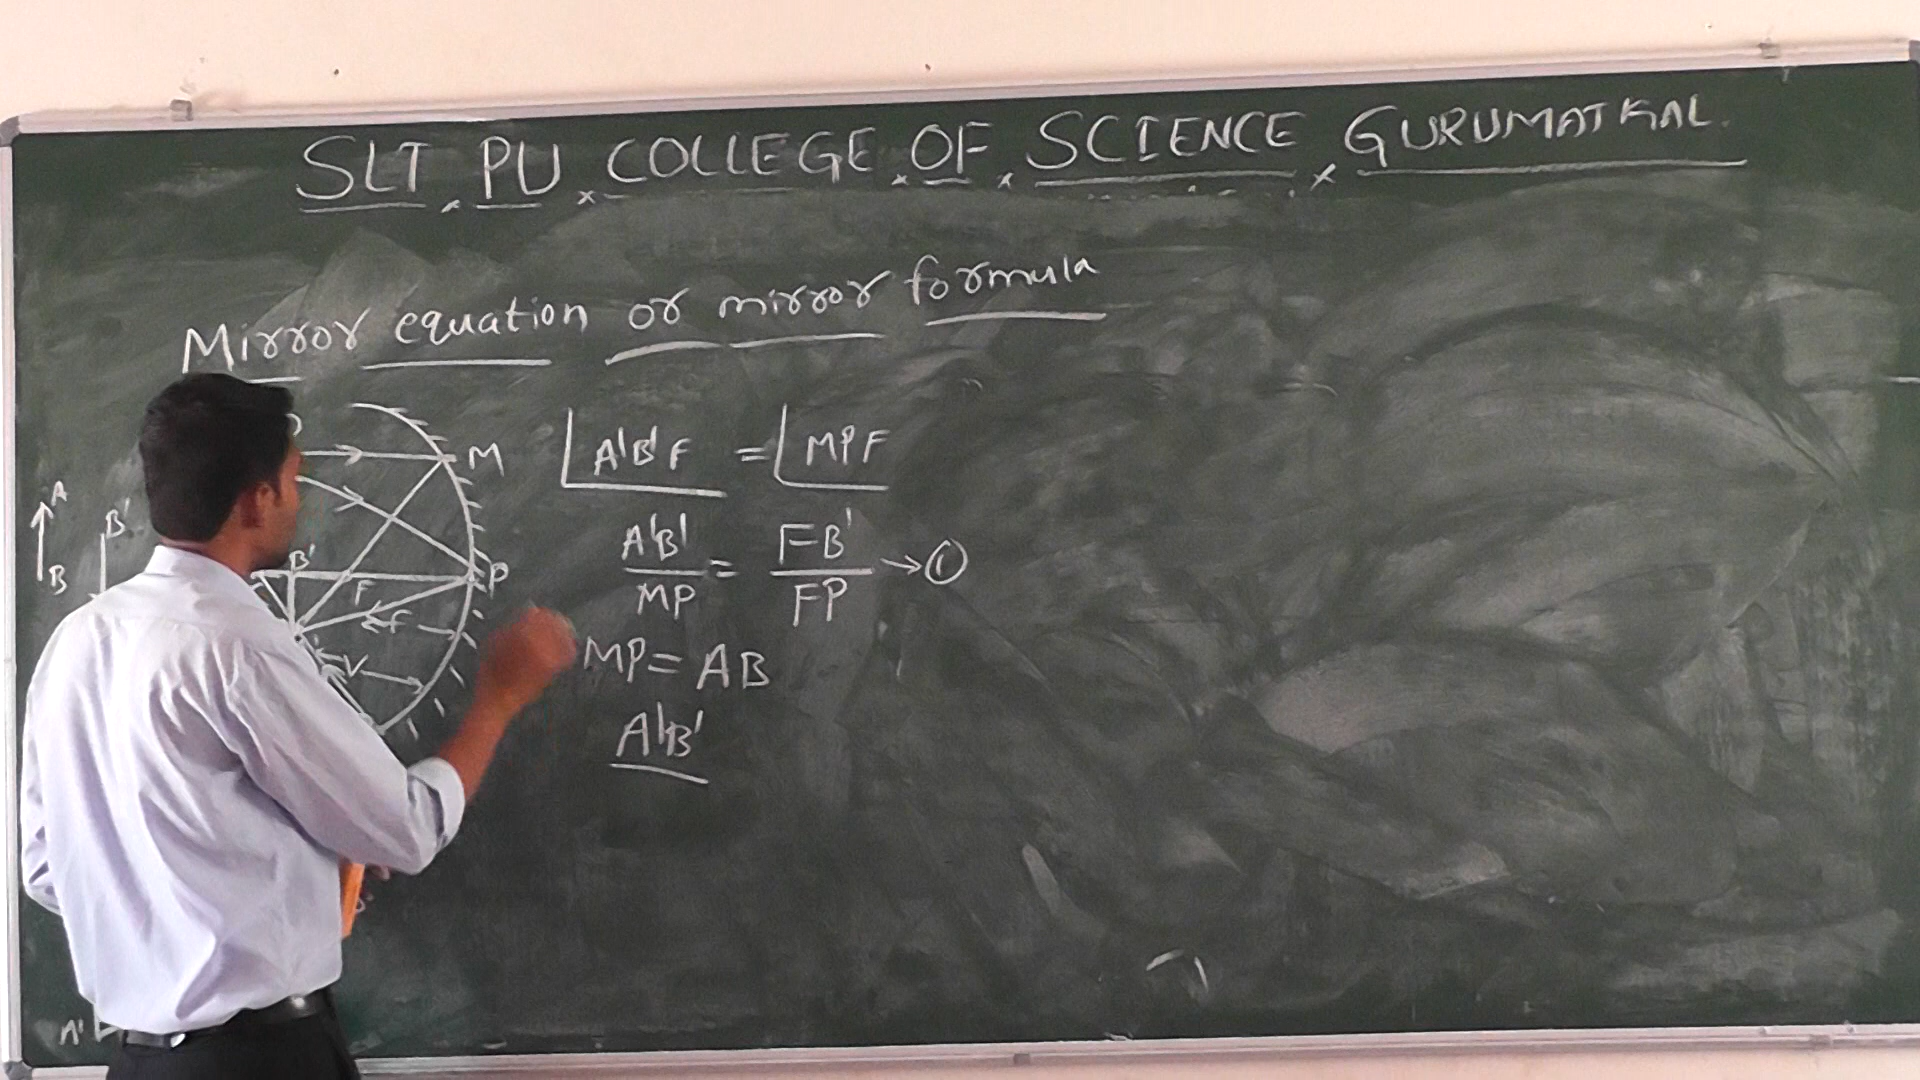 SLT PU COLLEGE OF SCIENCE GURUMATKAL.
Mirror equation or mirror formula
M
A
B'
B
B'
F
P
f
V
A'
A'B'F = MPF
A'B'/MP = FB'/FP → ①
MP = AB
A'B'